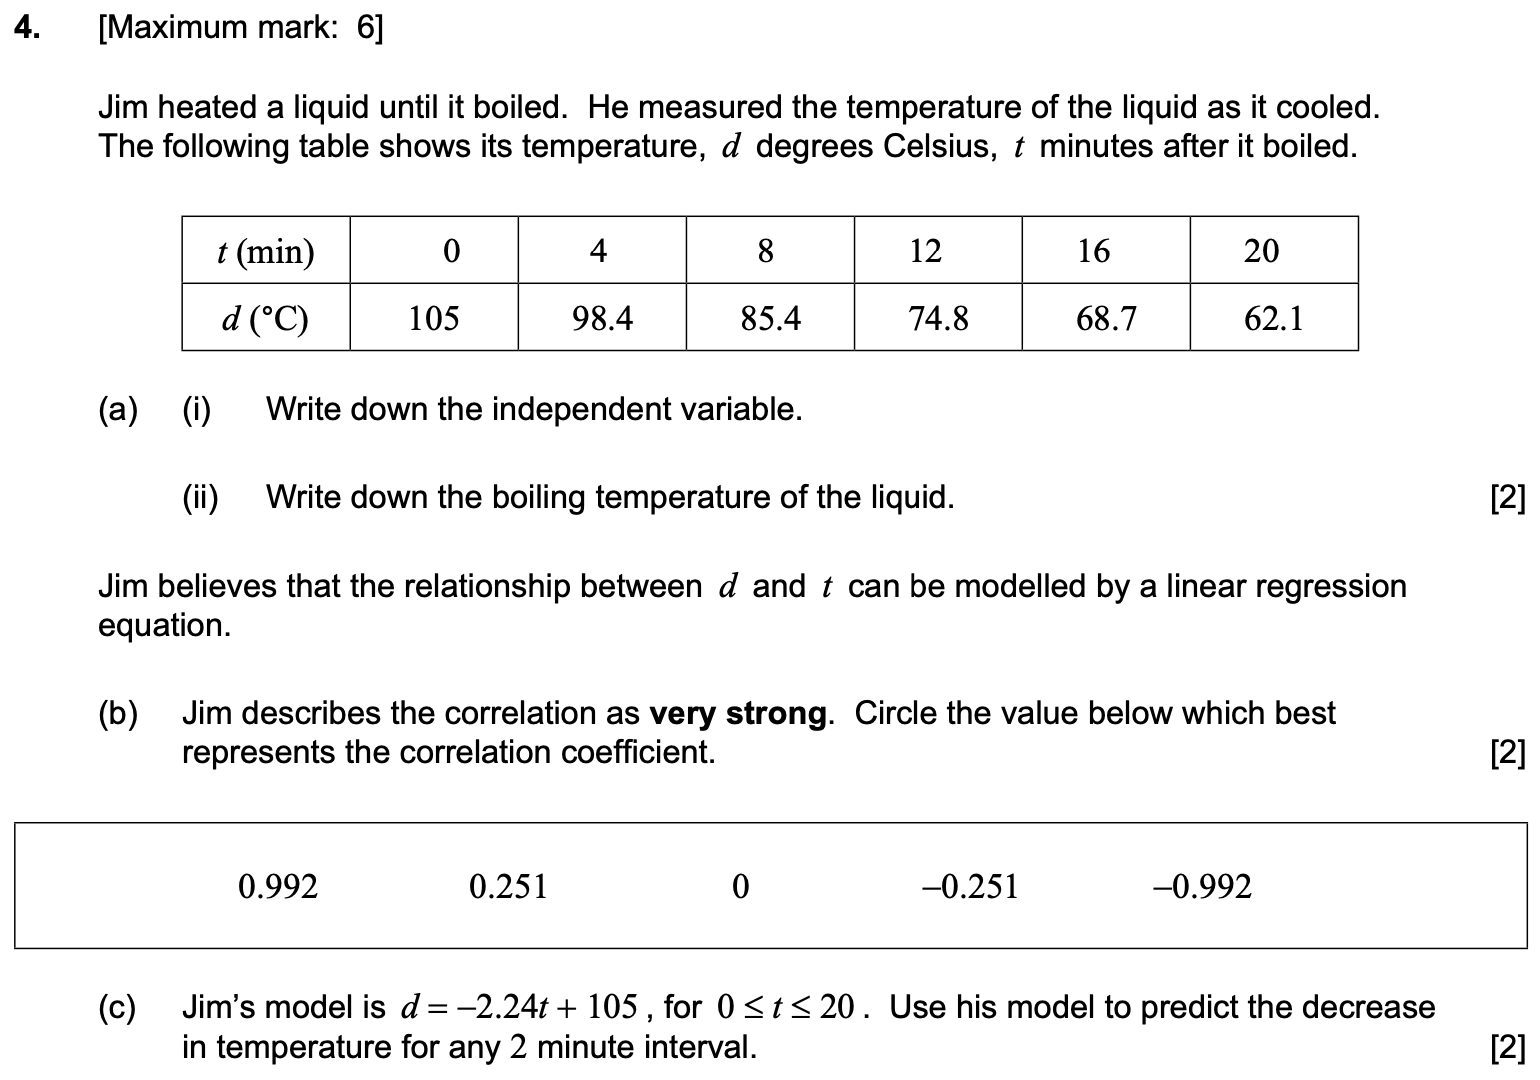 4. [Maximum mark: 6]
Jim heated a liquid until it boiled. He measured the temperature of the liquid as it cooled.
The following table shows its temperature, d degrees Celsius, t minutes after it boiled.
t (min) 0 4 8 12 16 20
d (°C) 105 98.4 85.4 74.8 68.7 62.1
(a) (i) Write down the independent variable.
(ii) Write down the boiling temperature of the liquid. [2]
Jim believes that the relationship between d and t can be modelled by a linear regression
equation.
(b) Jim describes the correlation as very strong. Circle the value below which best
represents the correlation coefficient. [2]
0.992 0.251 0 –0.251 –0.992
(c) Jim’s model is d = –2.24t + 105 , for 0 ≤ t ≤ 20 . Use his model to predict the decrease
in temperature for any 2 minute interval. [2]